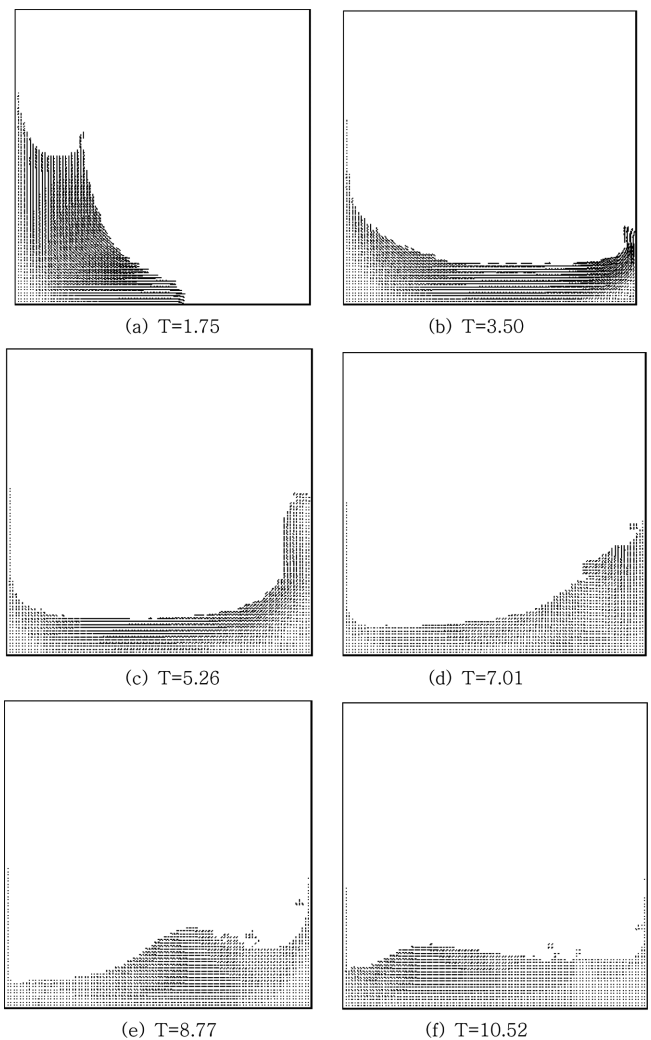 (a) T=1.75
(b) T=3.50
(c) T=5.26
(d) T=7.01
(e) T=8.77
(f) T=10.52